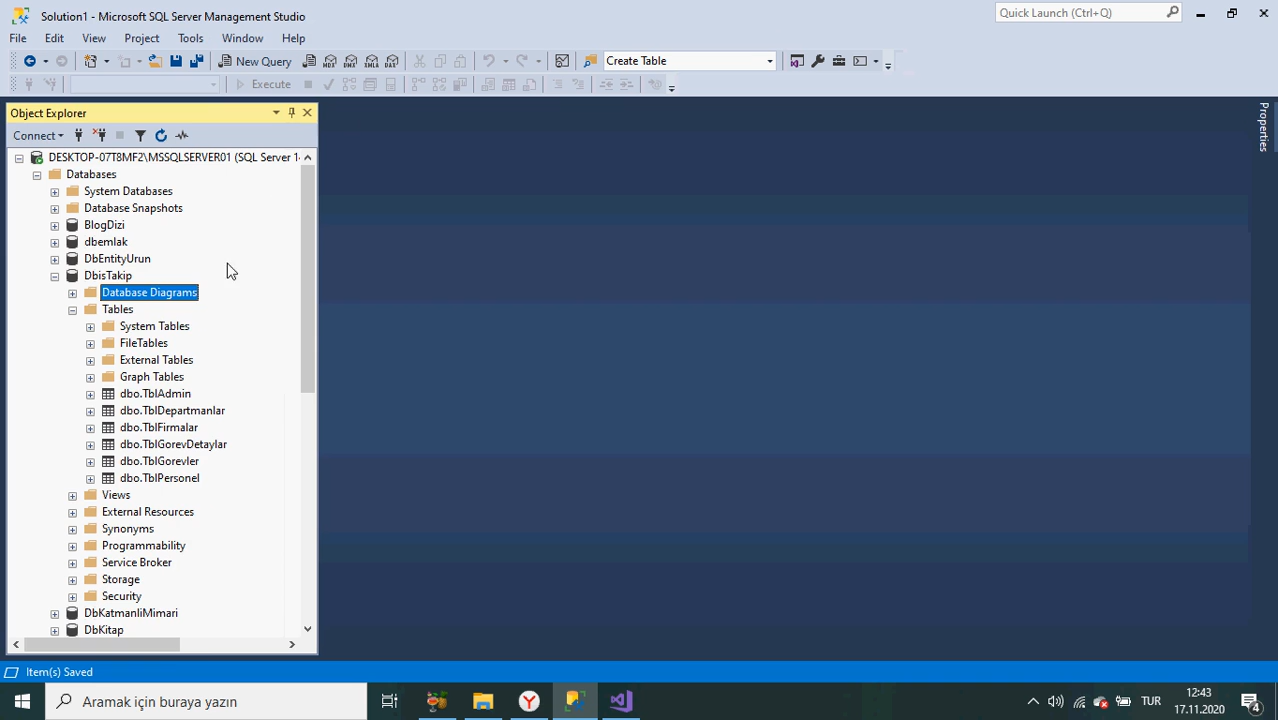 Solution1 - Microsoft SQL Server Management Studio
Quick Launch (Ctrl+Q)
File Edit View Project Tools Window Help
New Query
Create Table
Execute
Object Explorer
Properties
Connect
DESKTOP-07T8MF2\MSSQLSERVER01 (SQL Server 1
Databases
System Databases
Database Snapshots
BlogDizi
dbemlak
DbEntityUrun
DbisTakip
Database Diagrams
Tables
System Tables
FileTables
External Tables
Graph Tables
dbo.TblAdmin
dbo.TblDepartmanlar
dbo.TblFirmalar
dbo.TblGorevDetaylar
dbo.TblGorevler
dbo.TblPersonel
Views
External Resources
Synonyms
Programmability
Service Broker
Storage
Security
DbKatmanliMimari
DbKitap
Item(s) Saved
Aramak için buraya yazın
TUR
12:43
17.11.2020
4